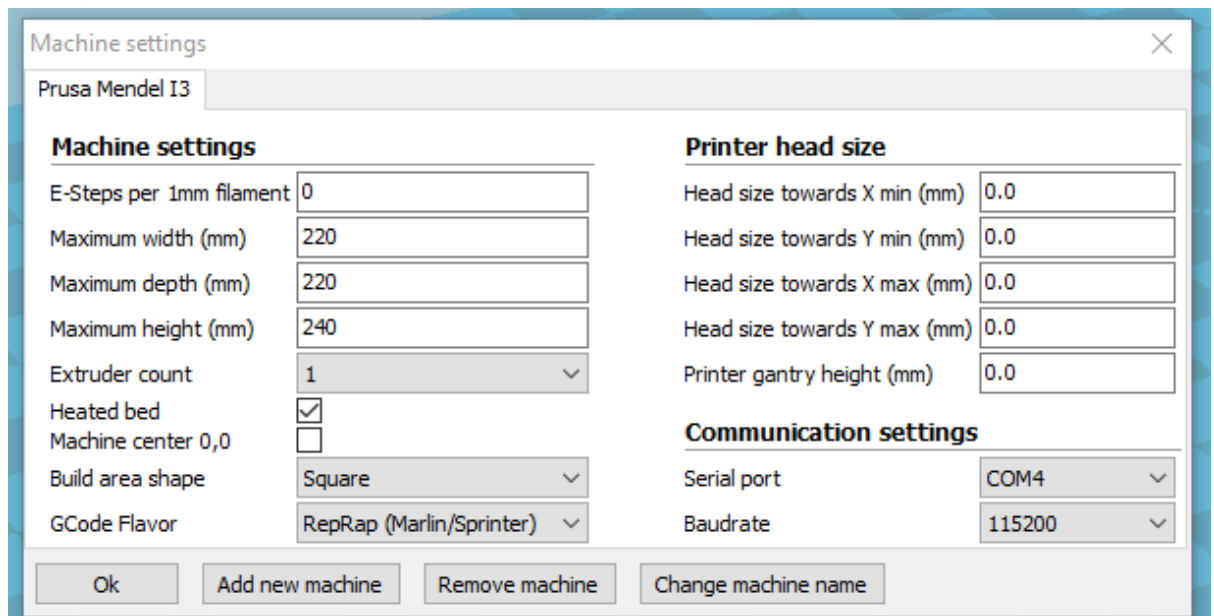 Machine settings
Prusa Mendel I3
Machine settings
E-Steps per 1mm filament 0
Maximum width (mm) 220
Maximum depth (mm) 220
Maximum height (mm) 240
Extruder count 1
Heated bed
Machine center 0,0
Build area shape Square
GCode Flavor RepRap (Marlin/Sprinter)
Printer head size
Head size towards X min (mm) 0.0
Head size towards Y min (mm) 0.0
Head size towards X max (mm) 0.0
Head size towards Y max (mm) 0.0
Printer gantry height (mm) 0.0
Communication settings
Serial port COM4
Baudrate 115200
Ok Add new machine Remove machine Change machine name